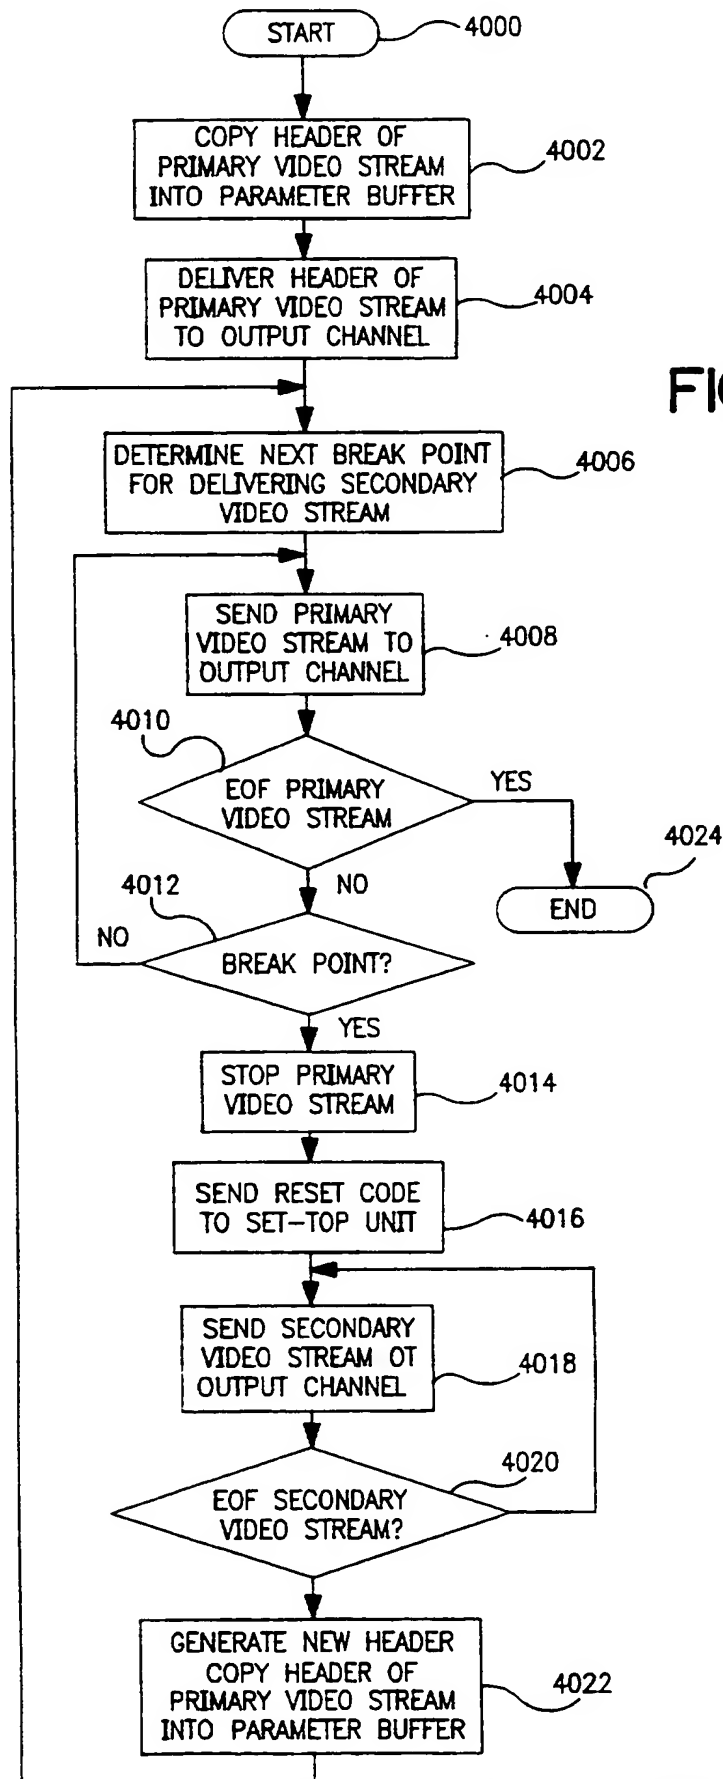 START
4000
COPY HEADER OF
PRIMARY VIDEO STREAM
INTO PARAMETER BUFFER
4002
DELIVER HEADER OF
PRIMARY VIDEO STREAM
TO OUTPUT CHANNEL
4004
FIG
DETERMINE NEXT BREAK POINT
FOR DELIVERING SECONDARY
VIDEO STREAM
4006
SEND PRIMARY
VIDEO STREAM TO
OUTPUT CHANNEL
4008
4010
EOF PRIMARY
VIDEO STREAM
YES
4024
END
NO
4012
NO
BREAK POINT?
YES
STOP PRIMARY
VIDEO STREAM
4014
SEND RESET CODE
TO SET-TOP UNIT
4016
SEND SECONDARY
VIDEO STREAM OT
OUTPUT CHANNEL
4018
4020
EOF SECONDARY
VIDEO STREAM?
GENERATE NEW HEADER
COPY HEADER OF
PRIMARY VIDEO STREAM
INTO PARAMETER BUFFER
4022